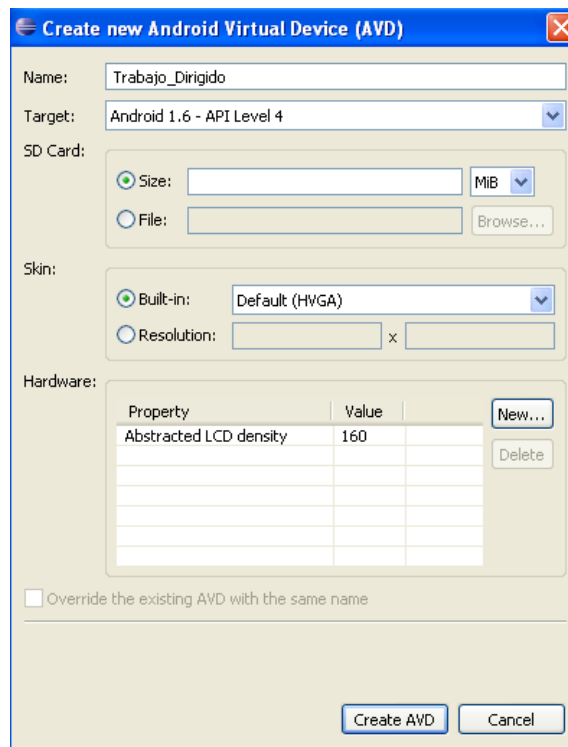 Create new Android Virtual Device (AVD)
Name: Trabajo_Dirigido
Target: Android 1.6 - API Level 4
SD Card:
Size: MiB
File: Browse...
Skin:
Built-in: Default (HVGA)
Resolution: x
Hardware:
Property Value New...
Abstracted LCD density 160
Delete
Override the existing AVD with the same name
Create AVD Cancel